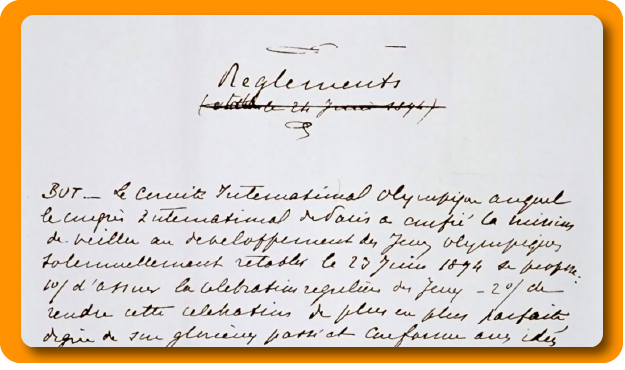 Règlements
(établis le 24 Juin 1894)
BUT — Le Comité International Olympique auquel
le Congrès International de Paris a confié la mission
de veiller au développement des Jeux Olympiques
solennellement rétablis le 23 Juin 1894 se propose:
1o/ d'assurer la célébration régulière des Jeux — 2o/ de
rendre cette célébration de plus en plus parfaite
digne de son glorieux passé et conforme aux idées